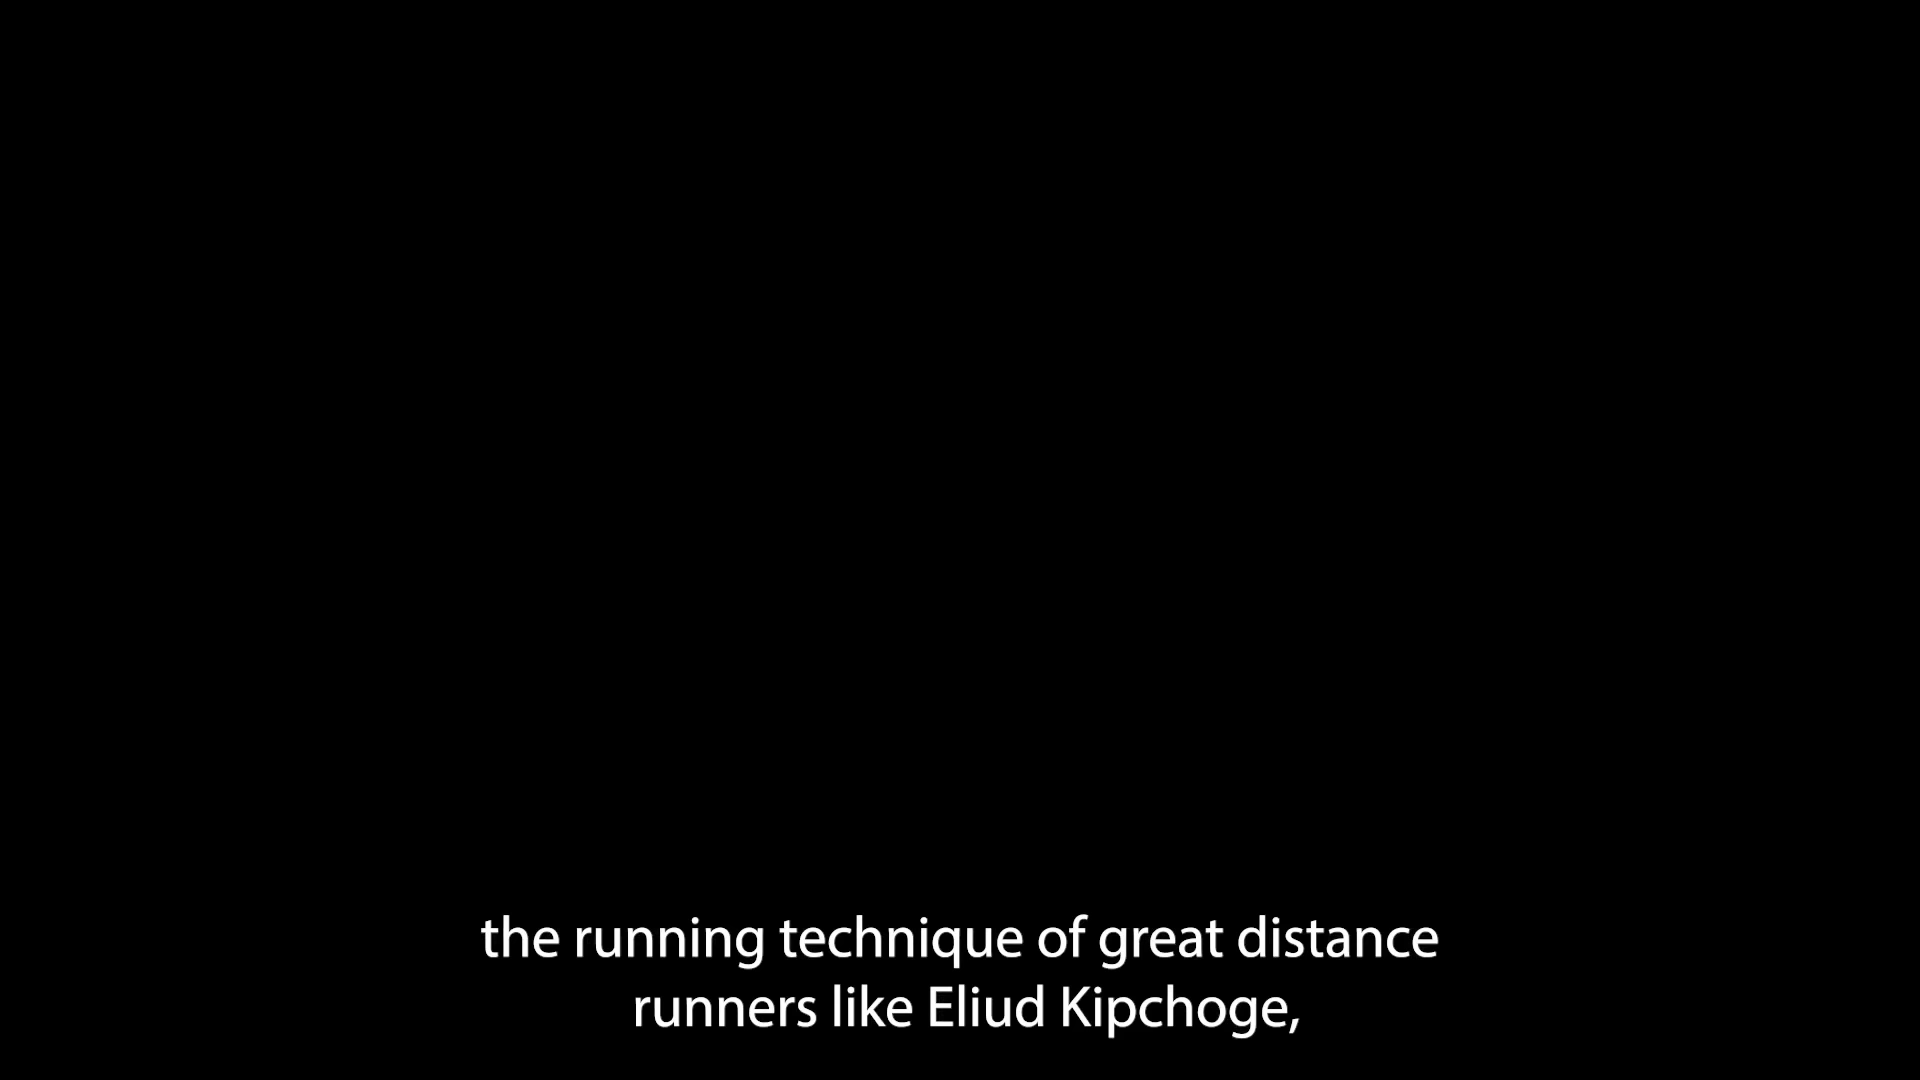 the running technique of great distance
runners like Eliud Kipchoge,